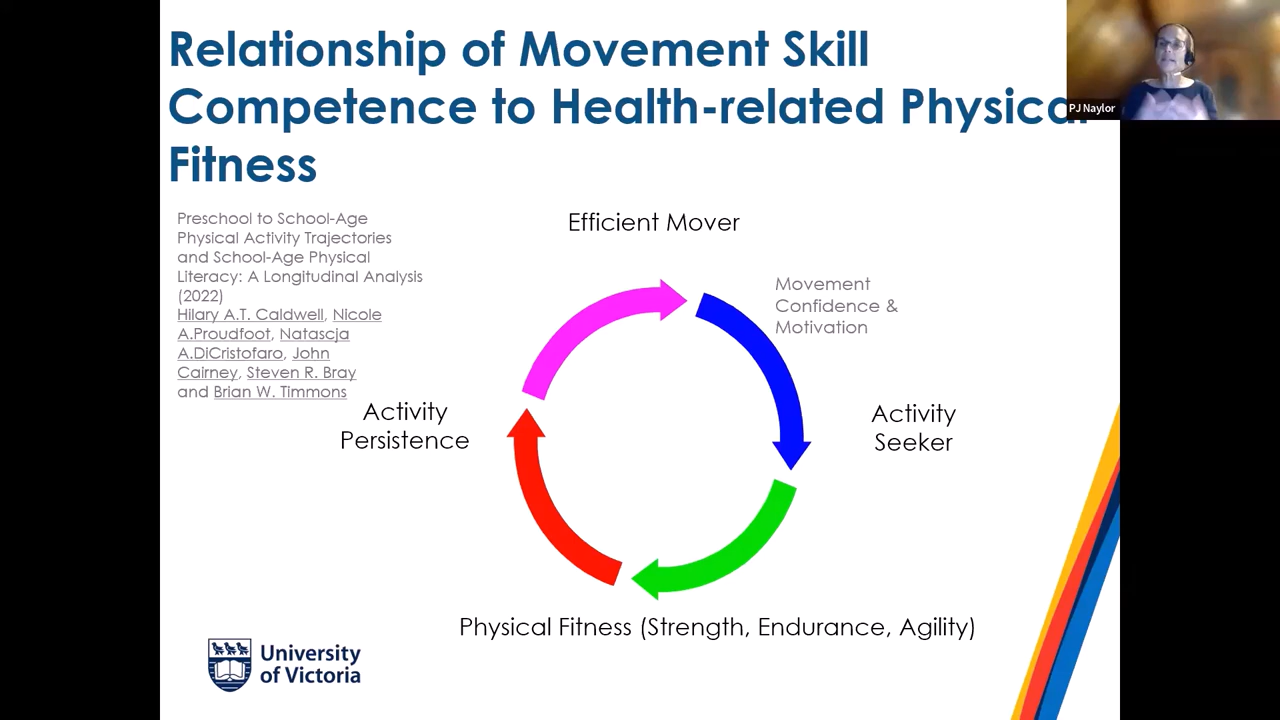 Relationship of Movement Skill
Competence to Health-related Physical
Fitness
PJ Naylor
Preschool to School-Age
Physical Activity Trajectories
and School-Age Physical
Literacy: A Longitudinal Analysis
(2022)
Hilary A.T. Caldwell, Nicole
A.Proudfoot, Natascja
A.DiCristofaro, John
Cairney, Steven R. Bray
and Brian W. Timmons
Efficient Mover
Movement
Confidence &
Motivation
Activity
Seeker
Physical Fitness (Strength, Endurance, Agility)
Activity
Persistence
University
of Victoria